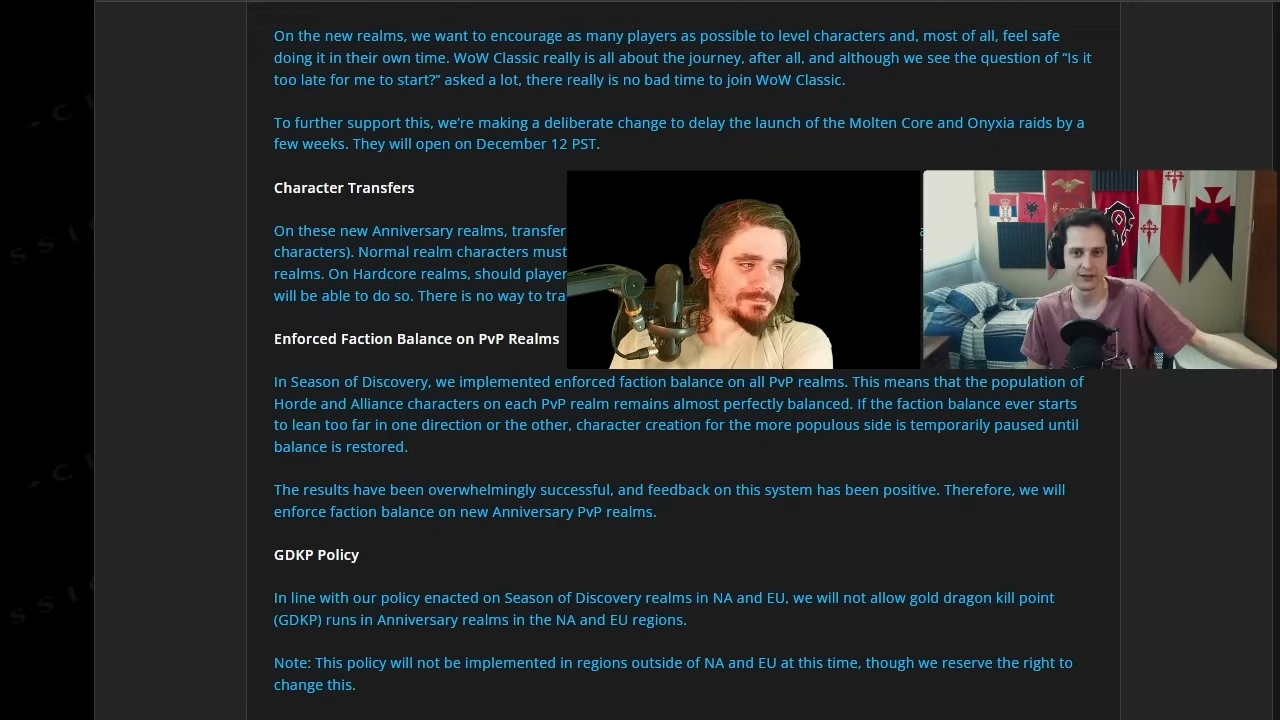 On the new realms, we want to encourage as many players as possible to level characters and, most of all, feel safe
doing it in their own time. WoW Classic really is all about the journey, after all, and although we see the question of “Is it
too late for me to start?” asked a lot, there really is no bad time to join WoW Classic.
To further support this, we’re making a deliberate change to delay the launch of the Molten Core and Onyxia raids by a
few weeks. They will open on December 12 PST.
Character Transfers
On these new Anniversary realms, transfer
characters). Normal realm characters must
realms. On Hardcore realms, should player
will be able to do so. There is no way to tra
Enforced Faction Balance on PvP Realms
In Season of Discovery, we implemented enforced faction balance on all PvP realms. This means that the population of
Horde and Alliance characters on each PvP realm remains almost perfectly balanced. If the faction balance ever starts
to lean too far in one direction or the other, character creation for the more populous side is temporarily paused until
balance is restored.
The results have been overwhelmingly successful, and feedback on this system has been positive. Therefore, we will
enforce faction balance on new Anniversary PvP realms.
GDKP Policy
In line with our policy enacted on Season of Discovery realms in NA and EU, we will not allow gold dragon kill point
(GDKP) runs in Anniversary realms in the NA and EU regions.
Note: This policy will not be implemented in regions outside of NA and EU at this time, though we reserve the right to
change this.